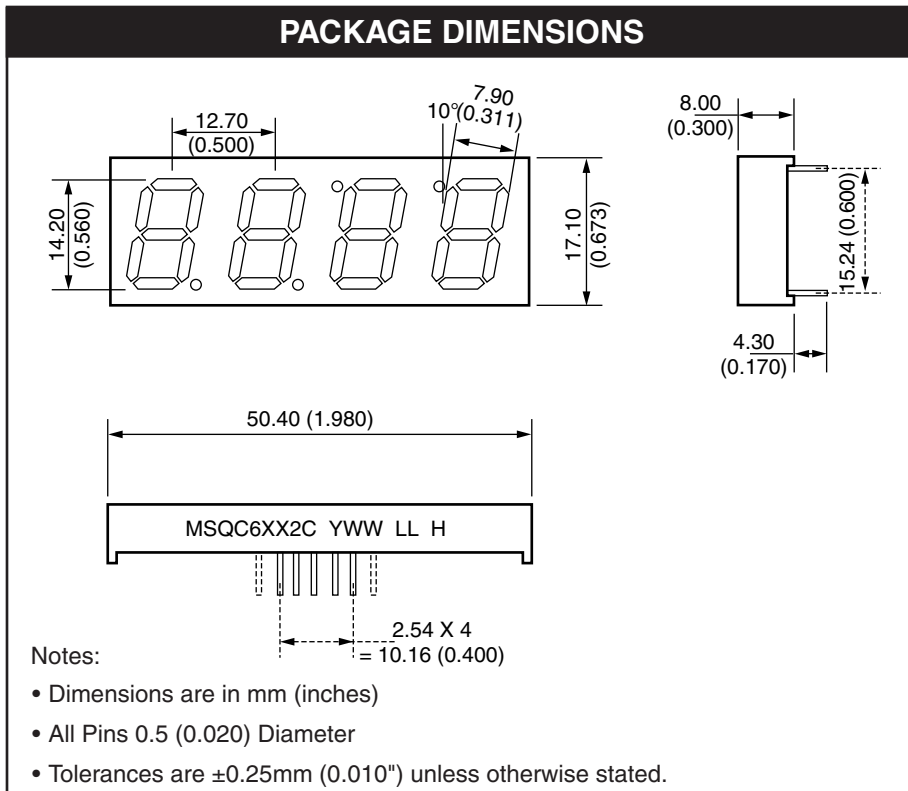 PACKAGE DIMENSIONS
12.70
(0.500)
10°
7.90
(0.311)
14.20
(0.560)
17.10
(0.673)
8.00
(0.300)
15.24 (0.600)
4.30
(0.170)
50.40 (1.980)
MSQC6XX2C YWW LL H
2.54 X 4
= 10.16 (0.400)
Notes:
• Dimensions are in mm (inches)
• All Pins 0.5 (0.020) Diameter
• Tolerances are ±0.25mm (0.010") unless otherwise stated.